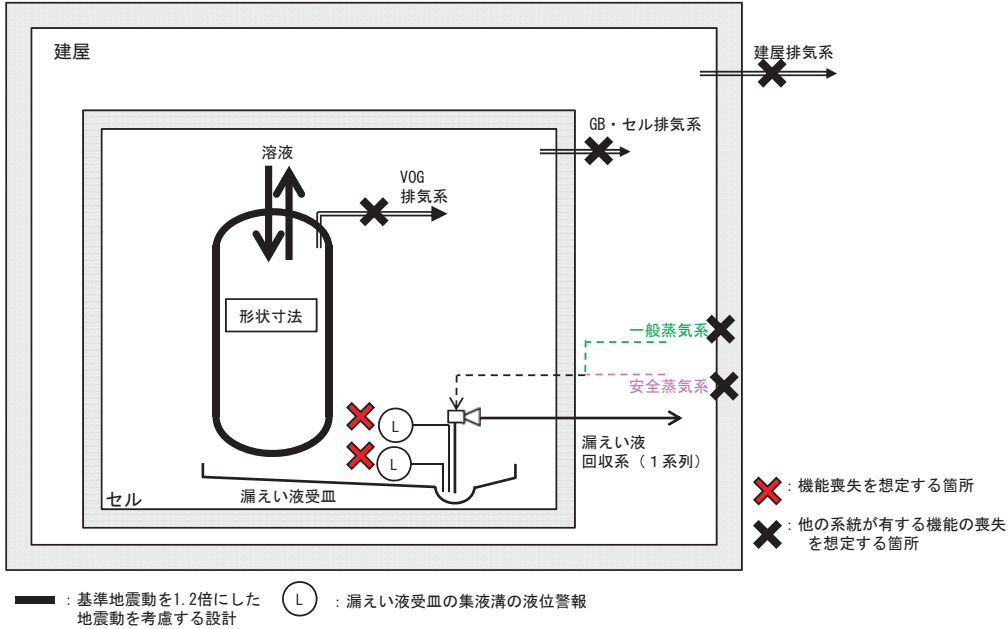 建屋
建屋排気系
GB・セル排気系
溶液
VOG
排気系
形状寸法
一般蒸気系
安全蒸気系
L
L
漏えい液
回収系（１系列）
漏えい液受皿
セル
：機能喪失を想定する箇所
：他の系統が有する機能の喪失
を想定する箇所
：基準地震動を1.2倍にした
地震動を考慮する設計
L
：漏えい液受皿の集液溝の液位警報